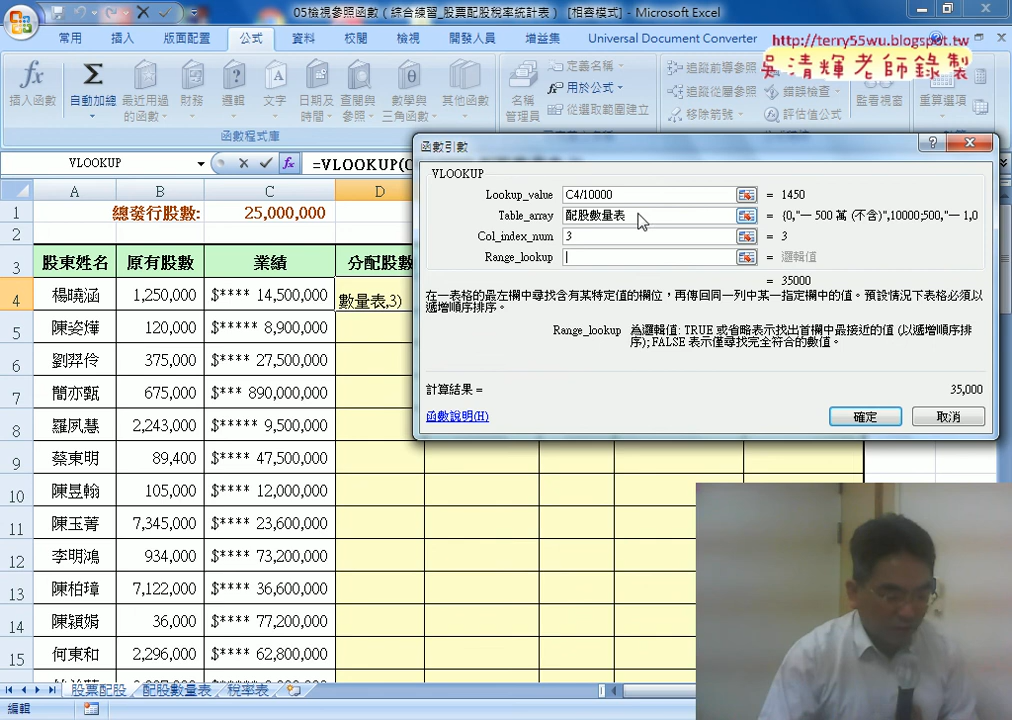 05檢視參照函數（綜合練習_股票配股稅率統計表） [相容模式] - Microsoft Excel
常用 插入 版面配置 公式 資料 校閱 檢視 開發人員 增益集 Universal Document Converter
http://terry55wu.blogspot.tw
吳清輝老師錄製
插入函數 自動加總 最近用過的函數 財務 邏輯 文字 日期及時間 查閱與參照 數學與三角函數 其他函數
名稱管理員 定義名稱 用於公式 從選取範圍建立
追蹤前導參照 追蹤從屬參照 移除箭號 錯誤檢查 評估值公式 監看視窗 重算選項
函數程式庫
VLOOKUP =VLOOKUP(C
A B C D
1 總發行股數: 25,000,000
2
3 股東姓名 原有股數 業績 分配股數
4 楊曉涵 1,250,000 $**** 14,500,000 數量表,3)
5 陳姿燁 120,000 $***** 8,900,000
6 劉羿伶 375,000 $**** 27,500,000
7 簡亦甄 675,000 $*** 890,000,000
8 羅夙慧 2,243,000 $***** 9,500,000
9 蔡東明 89,400 $**** 47,500,000
10 陳昱翰 105,000 $**** 12,000,000
11 陳玉菁 7,345,000 $**** 23,600,000
12 李明鴻 934,000 $**** 73,200,000
13 陳柏璋 7,122,000 $**** 36,600,000
14 陳穎娟 36,000 $**** 77,200,000
15 何東和 2,296,000 $**** 62,800,000
函數引數
VLOOKUP
Lookup_value C4/10000 = 1450
Table_array 配股數量表 = {0,"一 500 萬 (不含)",10000;500,"一 1,0
Col_index_num 3 = 3
Range_lookup = 邏輯值
= 35000
在一表格的最左欄中尋找含有某特定值的欄位，再傳回同一列中某一指定欄中的值。預設情況下表格必須以
遞增順序排序。
Range_lookup 為邏輯值: TRUE 或省略表示找出首欄中最接近的值 (以遞增順序排
序); FALSE 表示僅尋找完全符合的數值。
計算結果 = 35,000
函數說明(H) 確定 取消
股票配股 配股數量表 稅率表
編輯